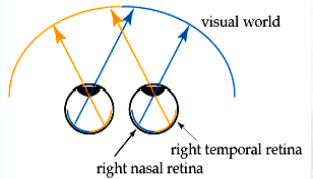 visual world
right temporal retina
right nasal retina